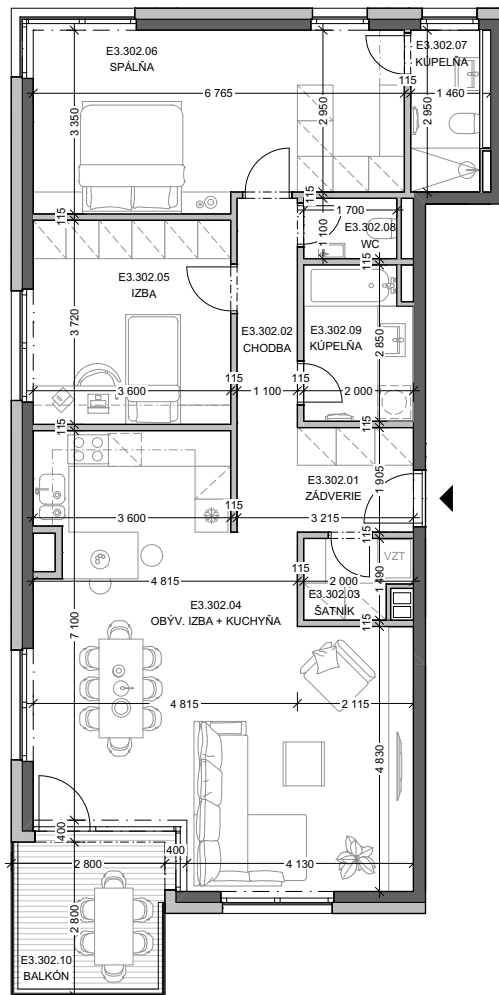 E3.302.06
SPÁLŇA
E3.302.07
KÚPELŇA
115
6 765
1 460
3 350
2 950
2 950
115
1 700
115
1 100
E3.302.08
WC
115
E3.302.05
IZBA
E3.302.02
CHODBA
E3.302.09
KÚPELŇA
3 720
2 850
115
115
3 600
1 100
2 000
115
115
E3.302.01
ZÁDVERIE
1 905
115
3 600
3 215
115
VZT
115
4 815
2 000
1 490
E3.302.03
ŠATNÍK
E3.302.04
OBÝV. IZBA + KUCHYŇA
7 100
115
4 815
2 115
4 830
400
2 800
400
4 130
2 800
E3.302.10
BALKÓN